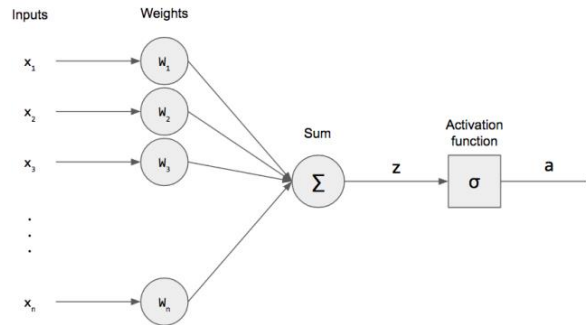 Inputs
Weights
x1
W1
x2
W2
x3
W3
Sum
Activation
function
Σ
z
σ
a
.
.
.
xn
Wn